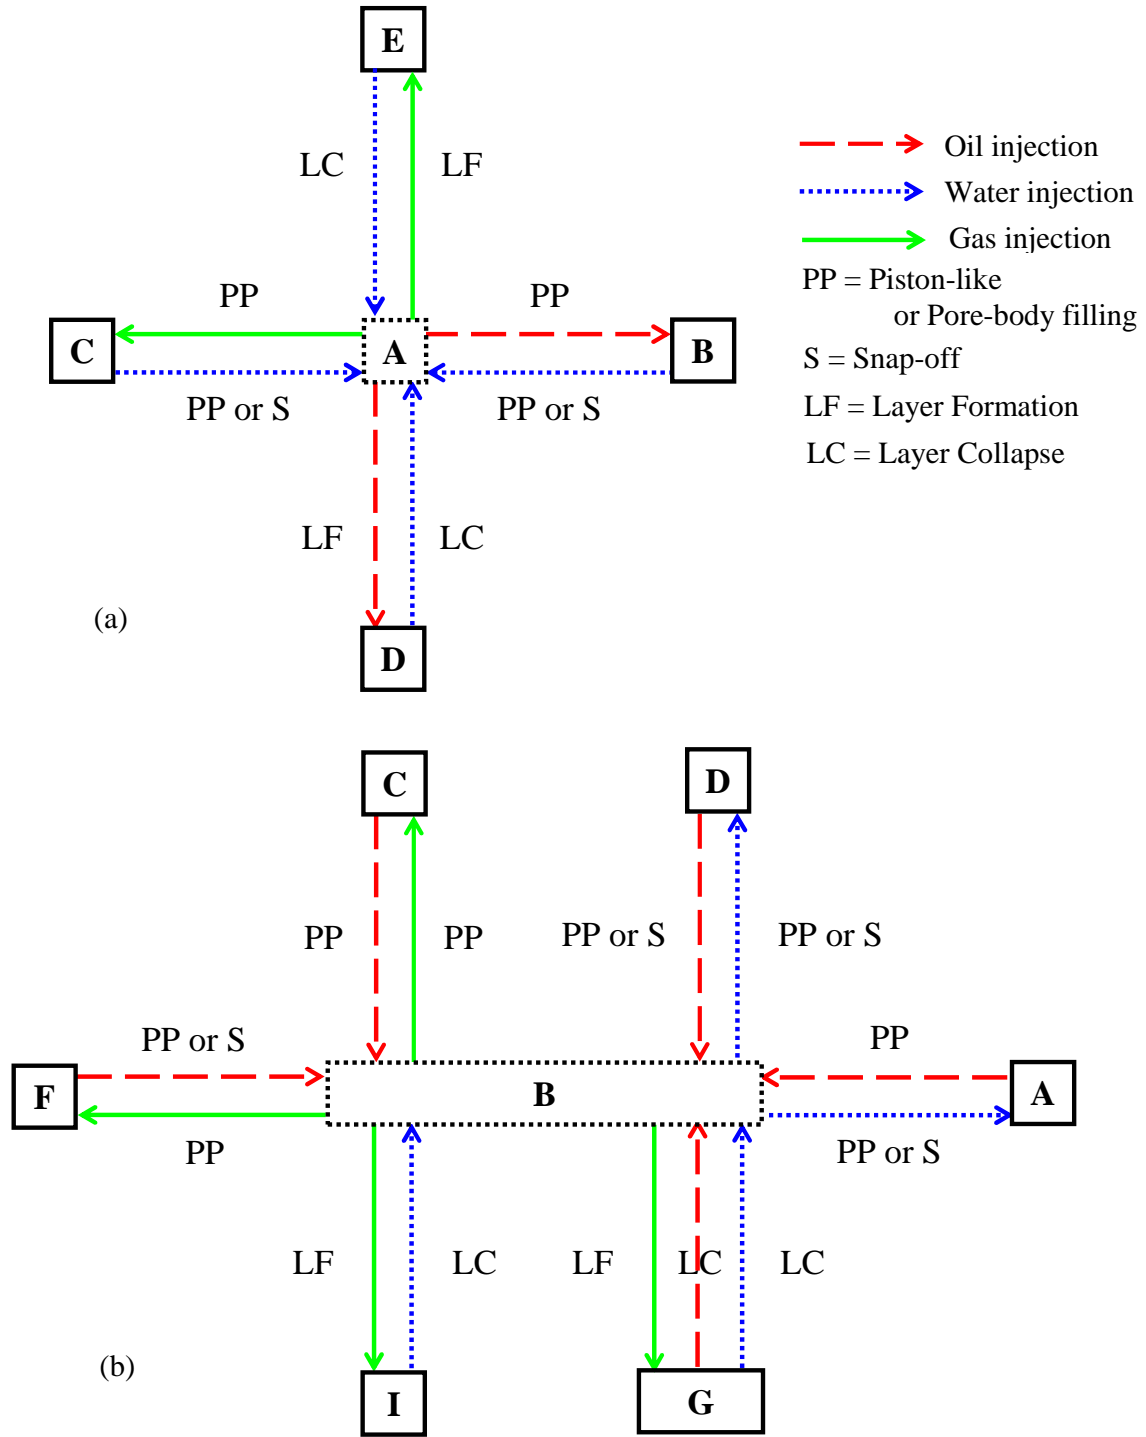 E
LC
LF
Oil injection
Water injection
Gas injection
PP = Piston-like
or Pore-body filling
S = Snap-off
LF = Layer Formation
LC = Layer Collapse
PP
PP
C
A
B
PP or S
PP or S
LF
LC
(a)
D
C
D
PP
PP
PP or S
PP or S
PP or S
PP
F
B
A
PP
PP or S
LF
LC
LF
LC
LC
(b)
I
G